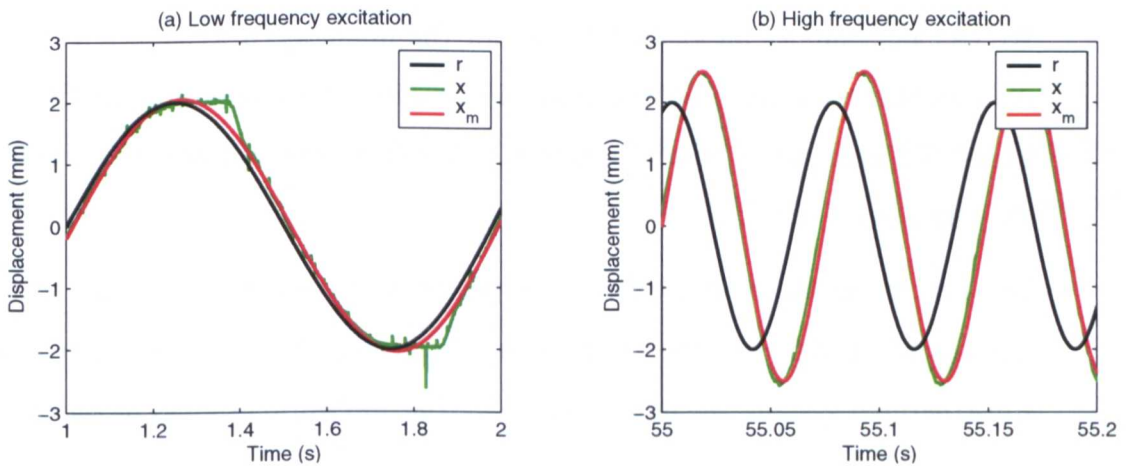 (a) Low frequency excitation
3
2
1
0
−1
−2
−3
Displacement (mm)
1
1.2
1.4
1.6
1.8
2
Time (s)
r
x
x_m
(b) High frequency excitation
3
2
1
0
−1
−2
−3
Displacement (mm)
55
55.05
55.1
55.15
55.2
Time (s)
r
x
x_m